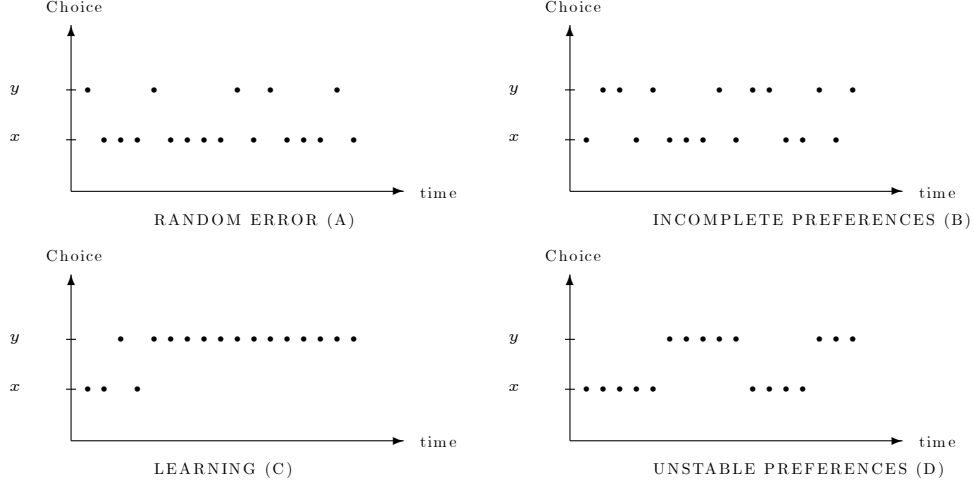 Choice
y
x
time
RANDOM ERROR (A)
Choice
y
x
time
INCOMPLETE PREFERENCES (B)
Choice
y
x
time
LEARNING (C)
Choice
y
x
time
UNSTABLE PREFERENCES (D)